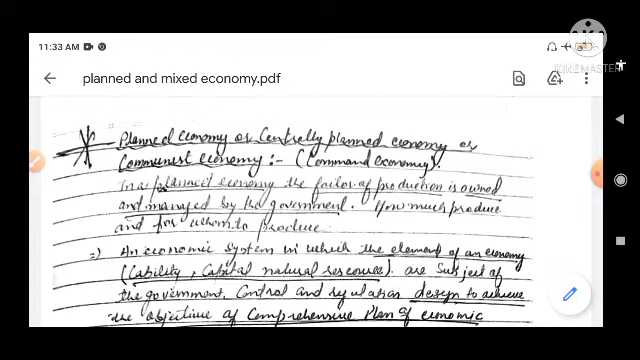 11:33 AM
KINEMASTER
planned and mixed economy.pdf
Planned economy or Centrally planned economy or
Communist economy :- (Command economy).
In a planned economy the factor of production is owned
and managed by the government. How much produce
and for whom to produce
=) An economic system in which the element of an economy
(Cability, Capital natural rescource). are subject of
the government, Control and regulation design to achieve
the objective of Comprehensive Plan of economic